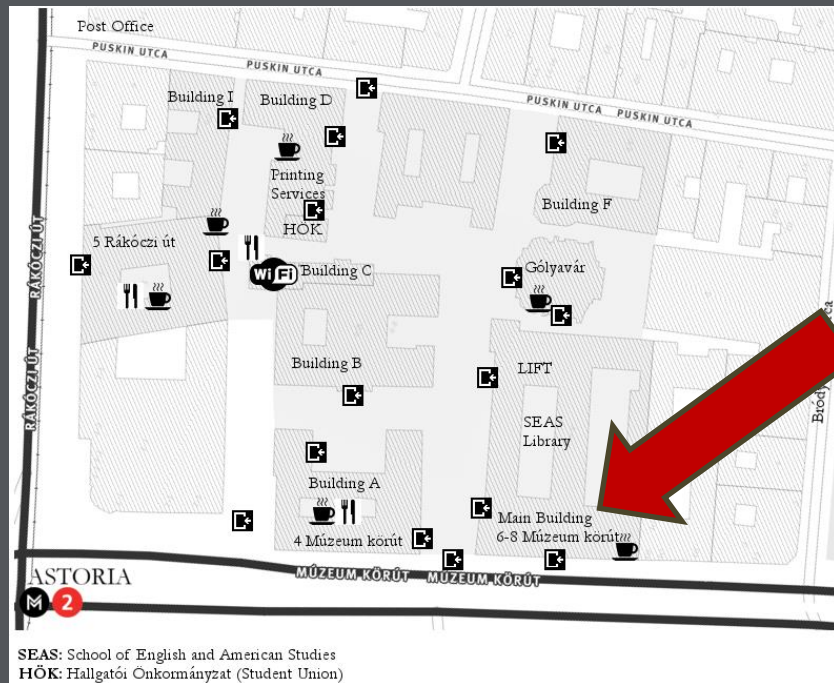 Post Office
PUSKIN UTCA
PUSKIN UTCA
PUSKIN UTCA PUSKIN UTCA
Building I
Building D
Printing
Services
HÖK
Building F
5 Rákóczi út
WiFi
Building C
Gólyavár
RÁKÓCZI ÚT
RÁKÓCZI ÚT
Building B
LIFT
SEAS
Library
Building A
4 Múzeum körút
Main Building
6-8 Múzeum körút
MÚZEUM KÖRÚT MÚZEUM KÖRÚT
ASTORIA
M 2
SEAS: School of English and American Studies
HÖK: Hallgatói Önkormányzat (Student Union)